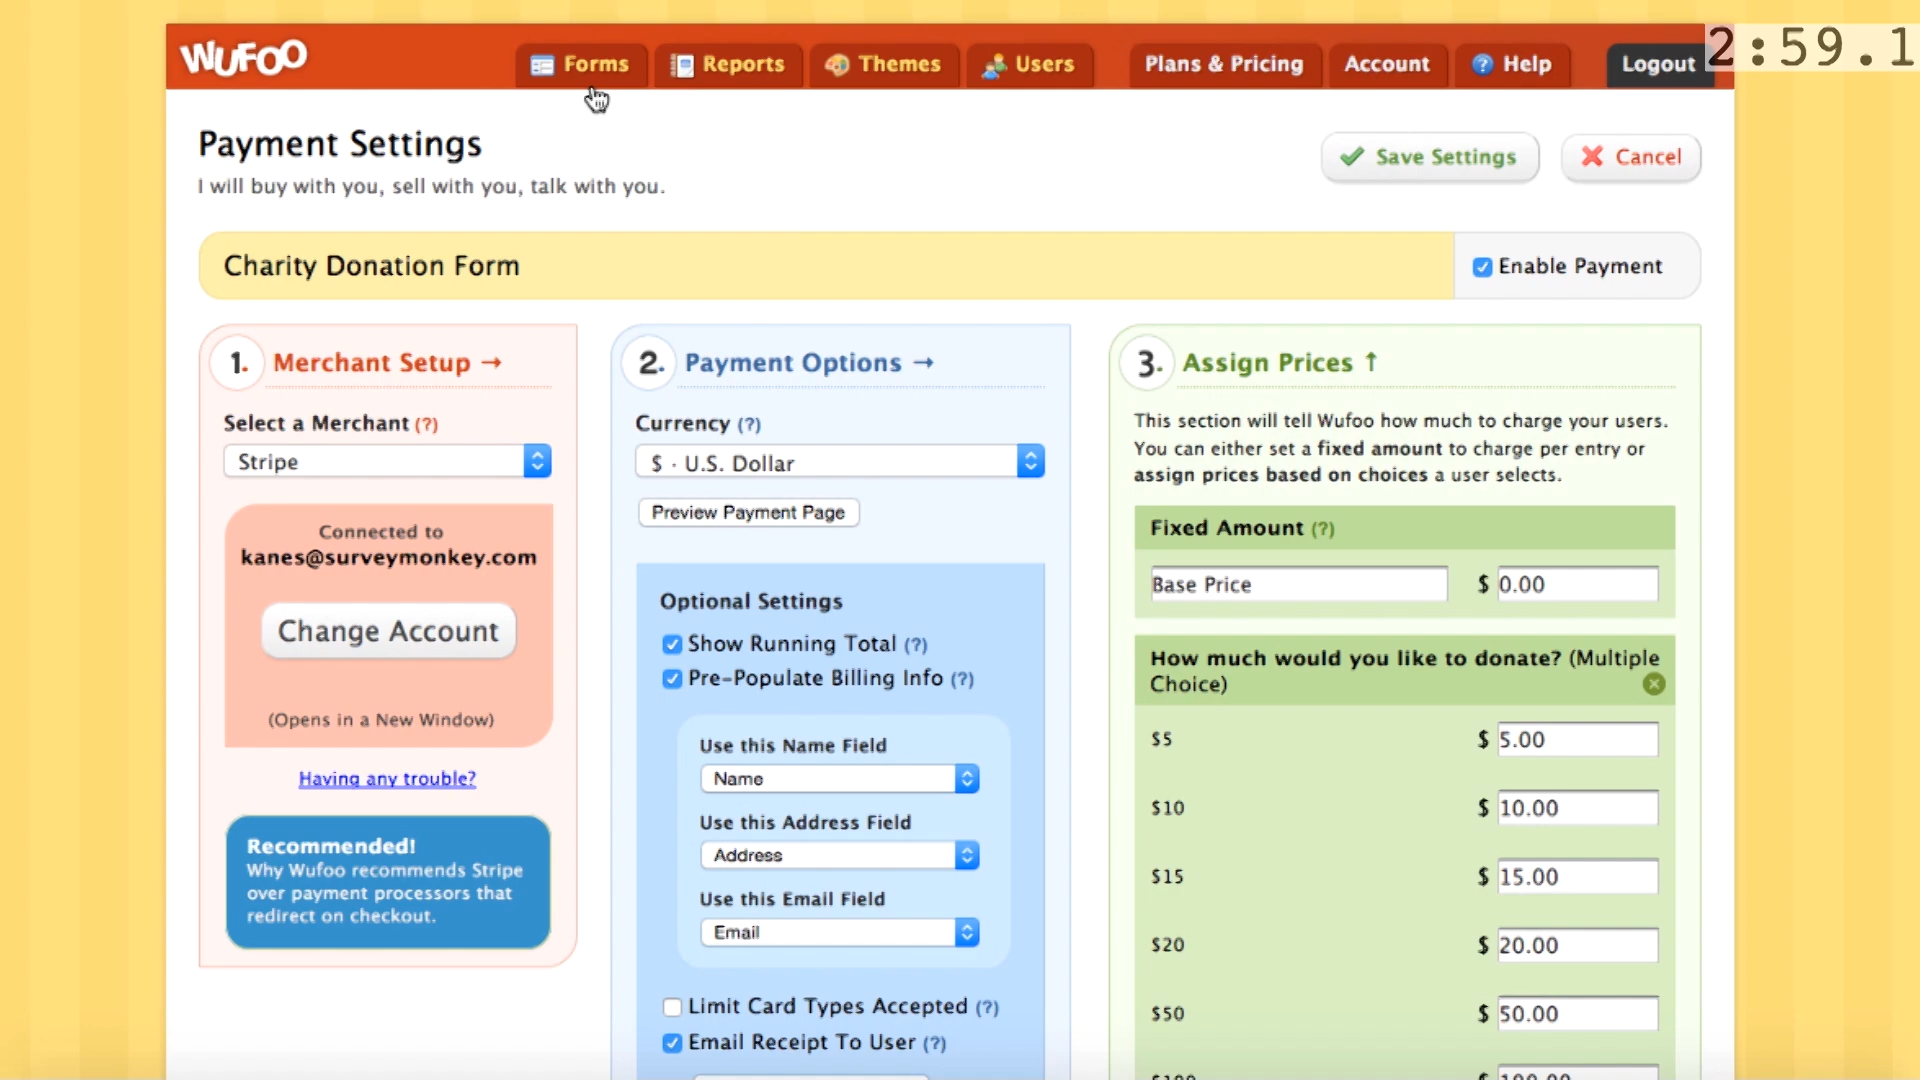 WUFOO
Forms
Reports
Themes
Users
Plans & Pricing
Account
Help
Logout
2:59.1
Payment Settings
Save Settings
Cancel
I will buy with you, sell with you, talk with you.
Charity Donation Form
Enable Payment
1. Merchant Setup →
Select a Merchant (?)
Stripe
Connected to
kanes@surveymonkey.com
Change Account
(Opens in a New Window)
Having any trouble?
Recommended!
Why Wufoo recommends Stripe
over payment processors that
redirect on checkout.
2. Payment Options →
Currency (?)
$ · U.S. Dollar
Preview Payment Page
Optional Settings
Show Running Total (?)
Pre-Populate Billing Info (?)
Use this Name Field
Name
Use this Address Field
Address
Use this Email Field
Email
Limit Card Types Accepted (?)
Email Receipt To User (?)
3. Assign Prices ↑
This section will tell Wufoo how much to charge your users.
You can either set a fixed amount to charge per entry or
assign prices based on choices a user selects.
Fixed Amount (?)
Base Price $ 0.00
How much would you like to donate? (Multiple
Choice)
$5 $ 5.00
$10 $ 10.00
$15 $ 15.00
$20 $ 20.00
$50 $ 50.00
$100 $ 100.00